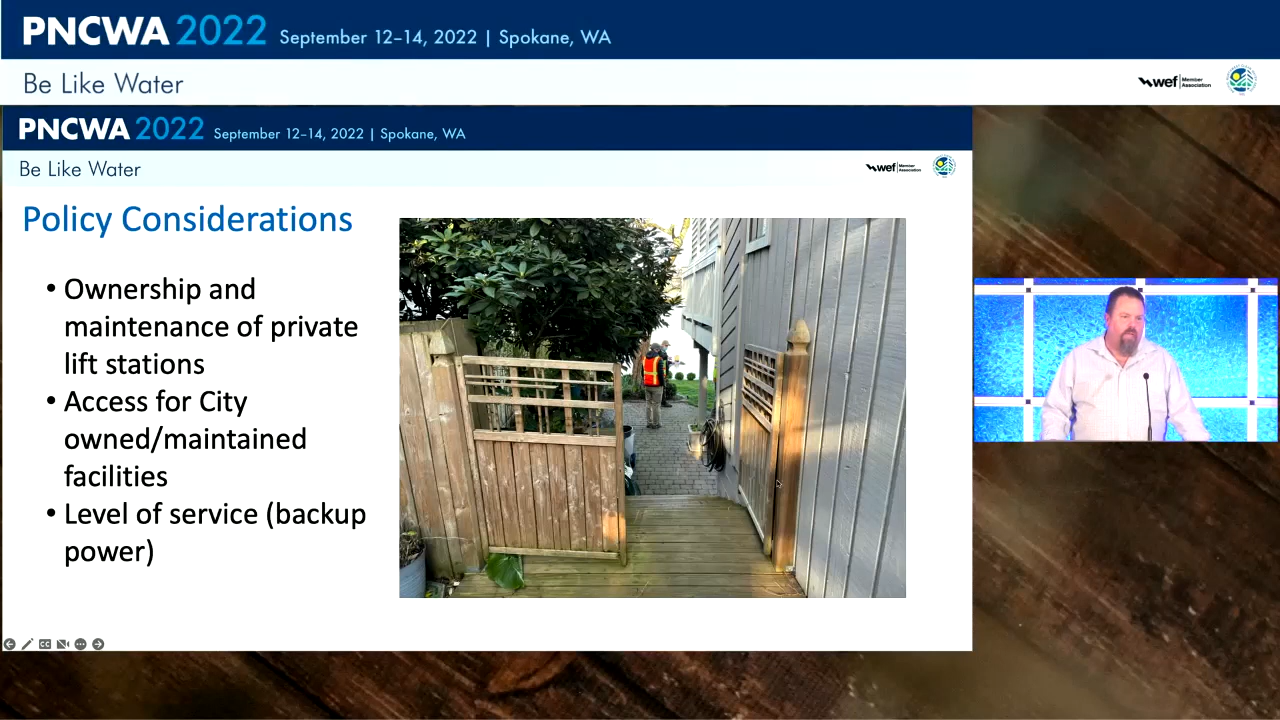 PNCWA 2022 September 12–14, 2022 | Spokane, WA
Be Like Water
wef Member Association
PNCWA 2022 September 12–14, 2022 | Spokane, WA
Be Like Water
wef Member Association
Policy Considerations
• Ownership and
maintenance of private
lift stations
• Access for City
owned/maintained
facilities
• Level of service (backup
power)